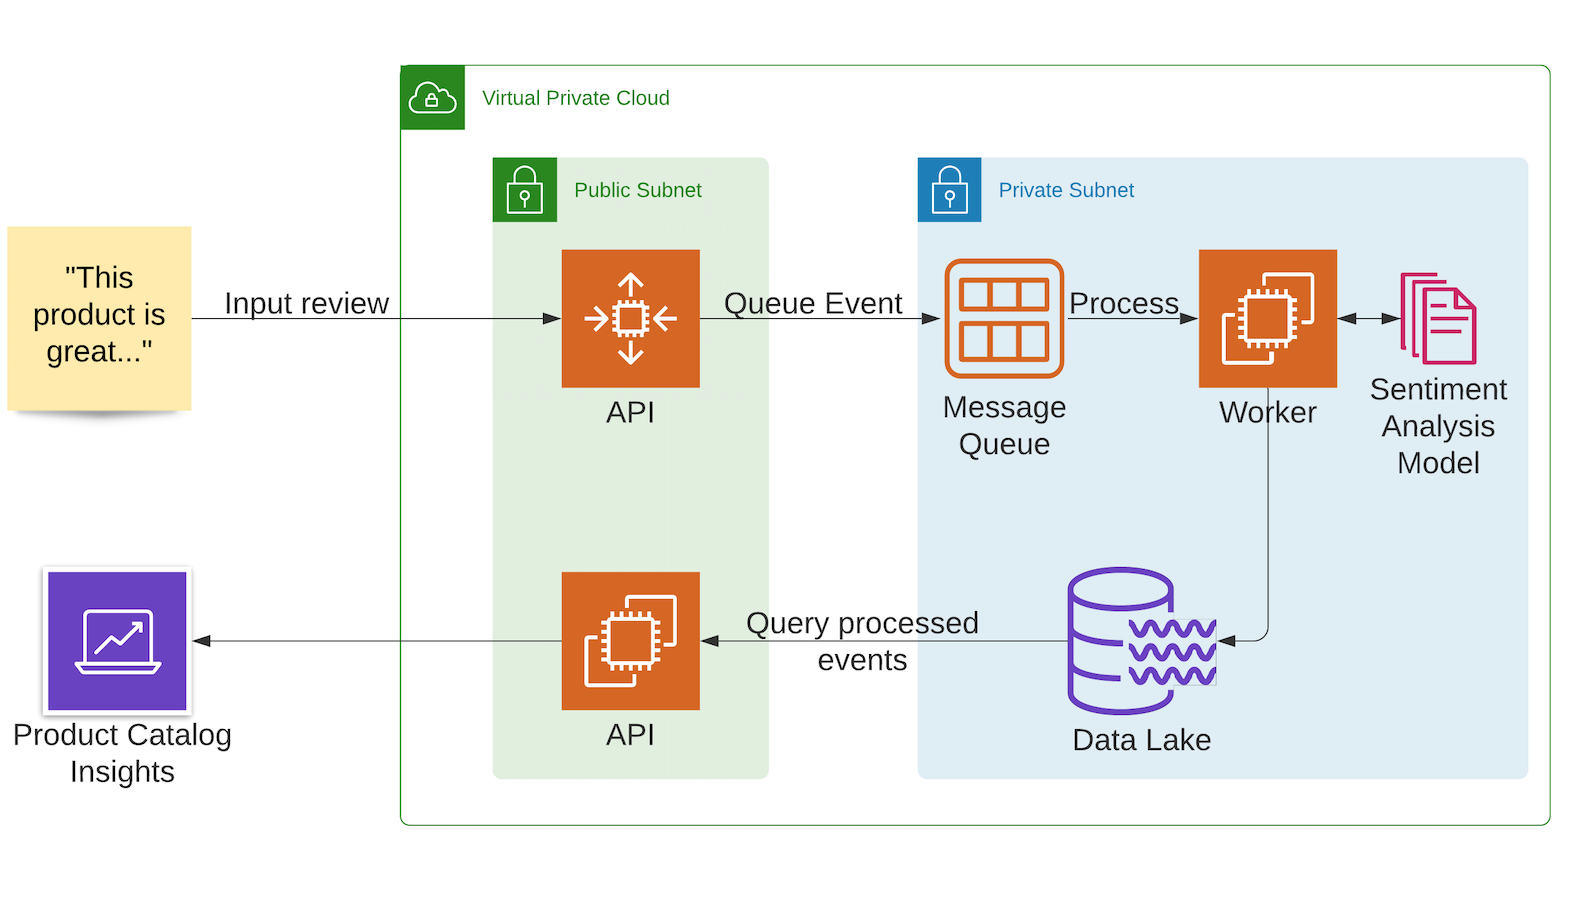 Virtual Private Cloud
Public Subnet
Private Subnet
"This
product is
great..."
Input review
Queue Event
Process
API
Message
Queue
Worker
Sentiment
Analysis
Model
Query processed
events
Product Catalog
Insights
API
Data Lake